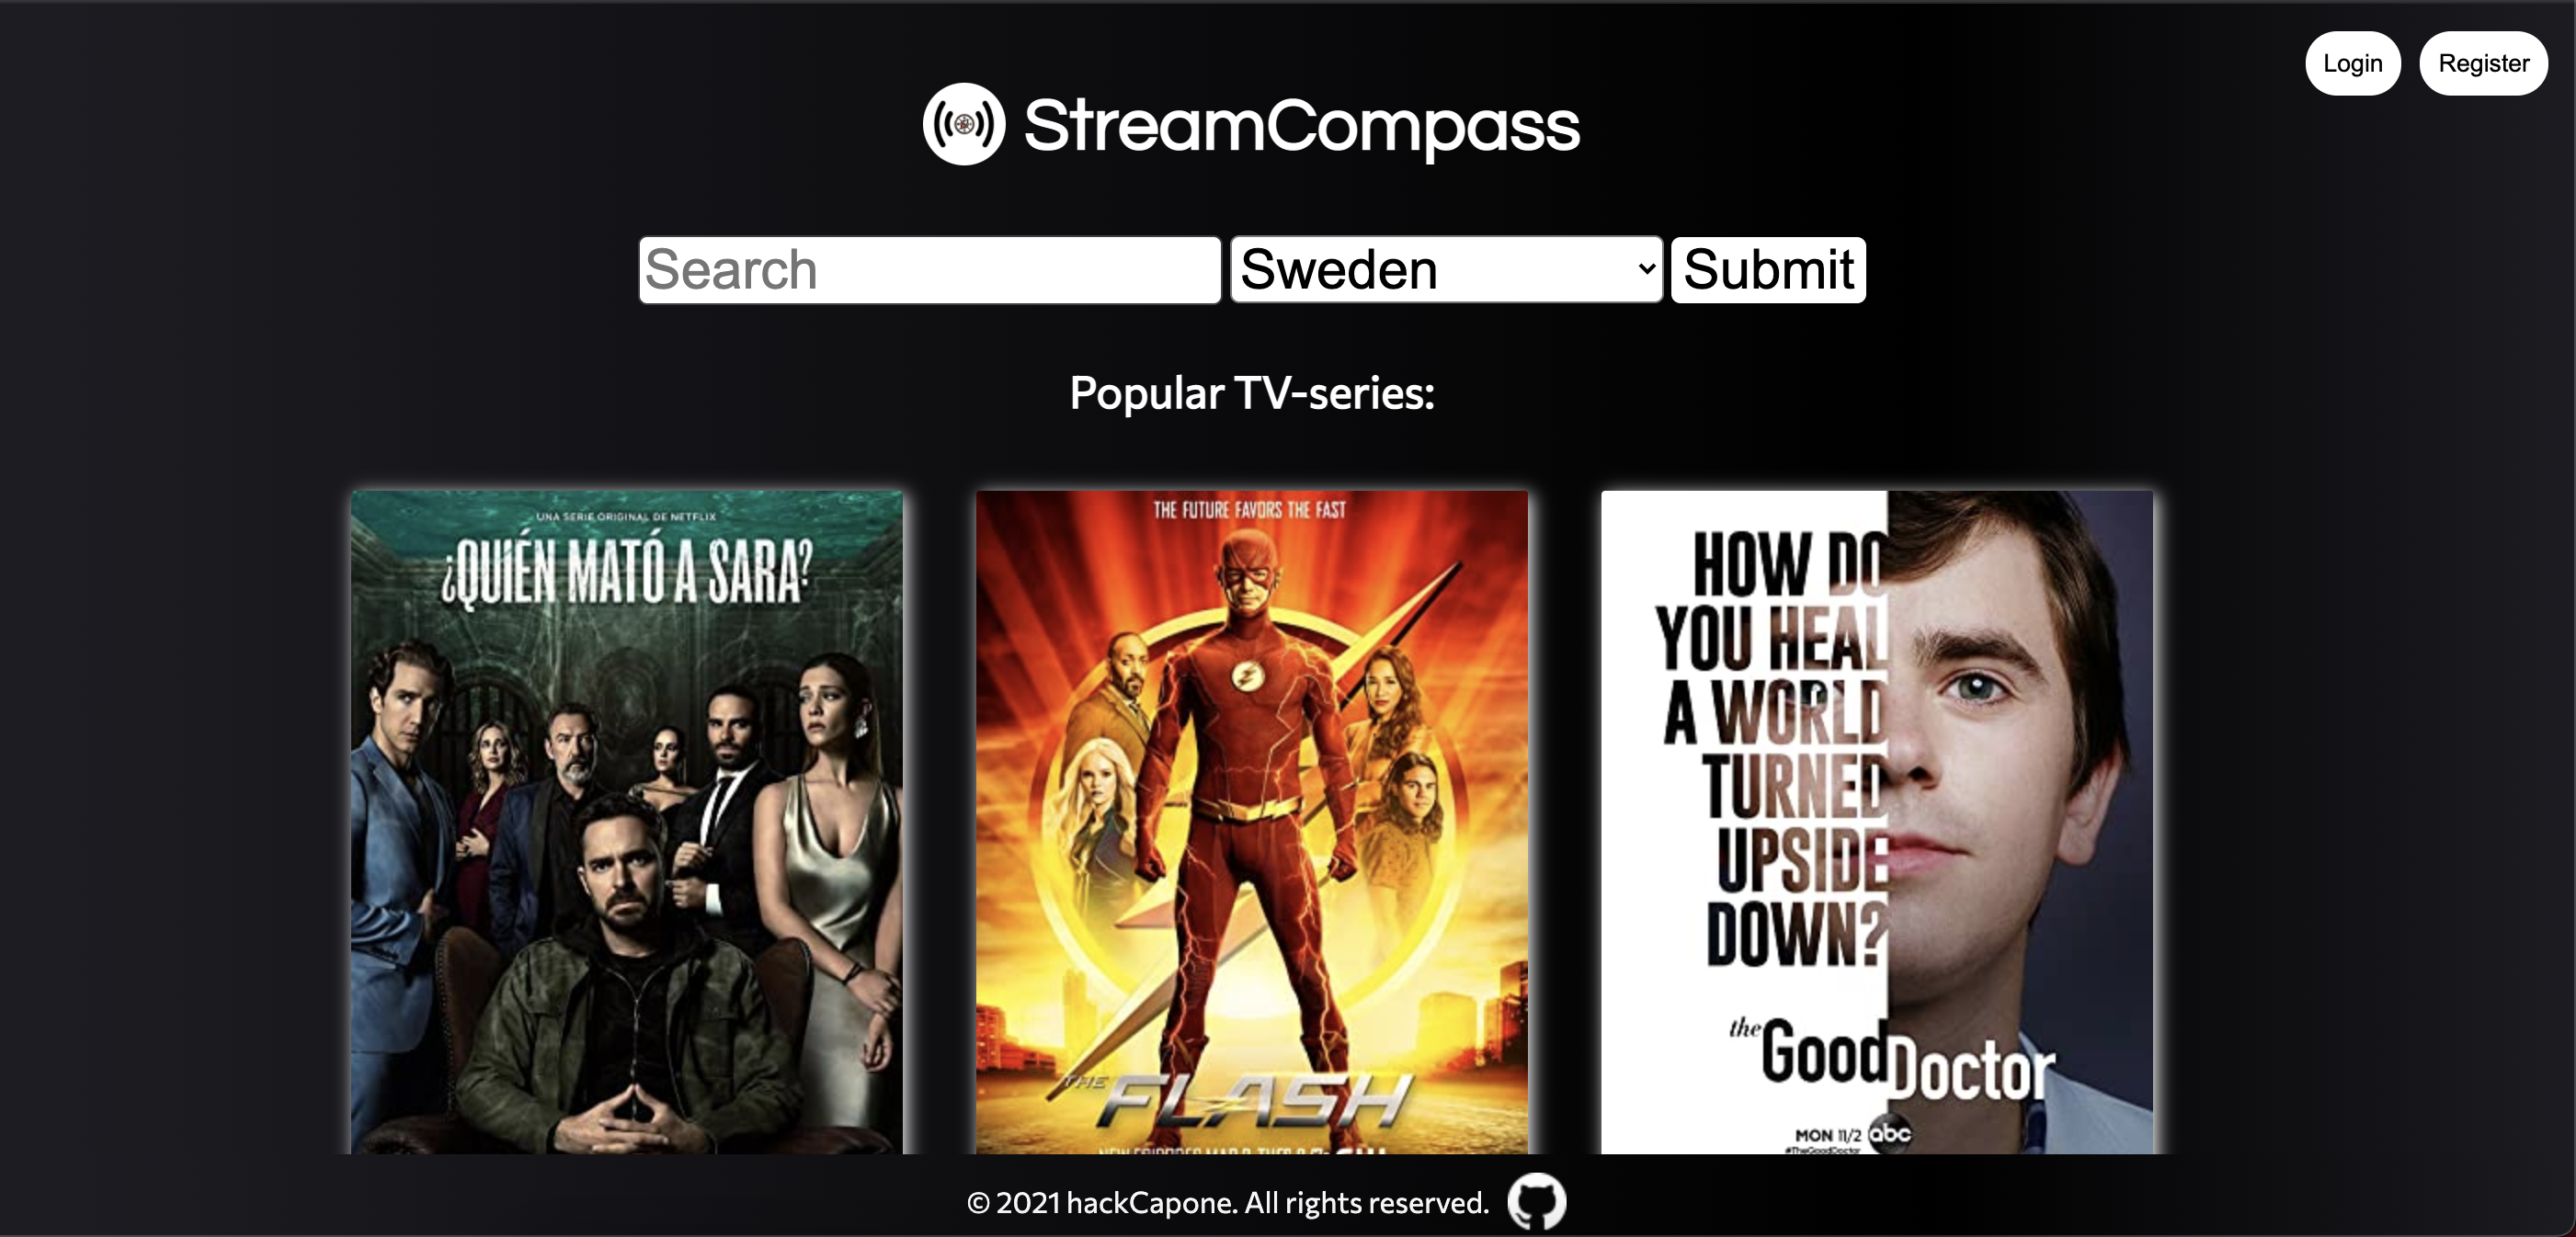 Login Register
StreamCompass
Search Sweden Submit
Popular TV-series:
UNA SERIE ORIGINAL DE NETFLIX
¿QUIÉN MATÓ A SARA?
THE FUTURE FAVORS THE FAST
THE
FLASH
HOW DO
YOU HEAL
A WORLD
TURNED
UPSIDE
DOWN?
the Good Doctor
MON 11/2 abc
#TheGoodDoctor
© 2021 hackCapone. All rights reserved.